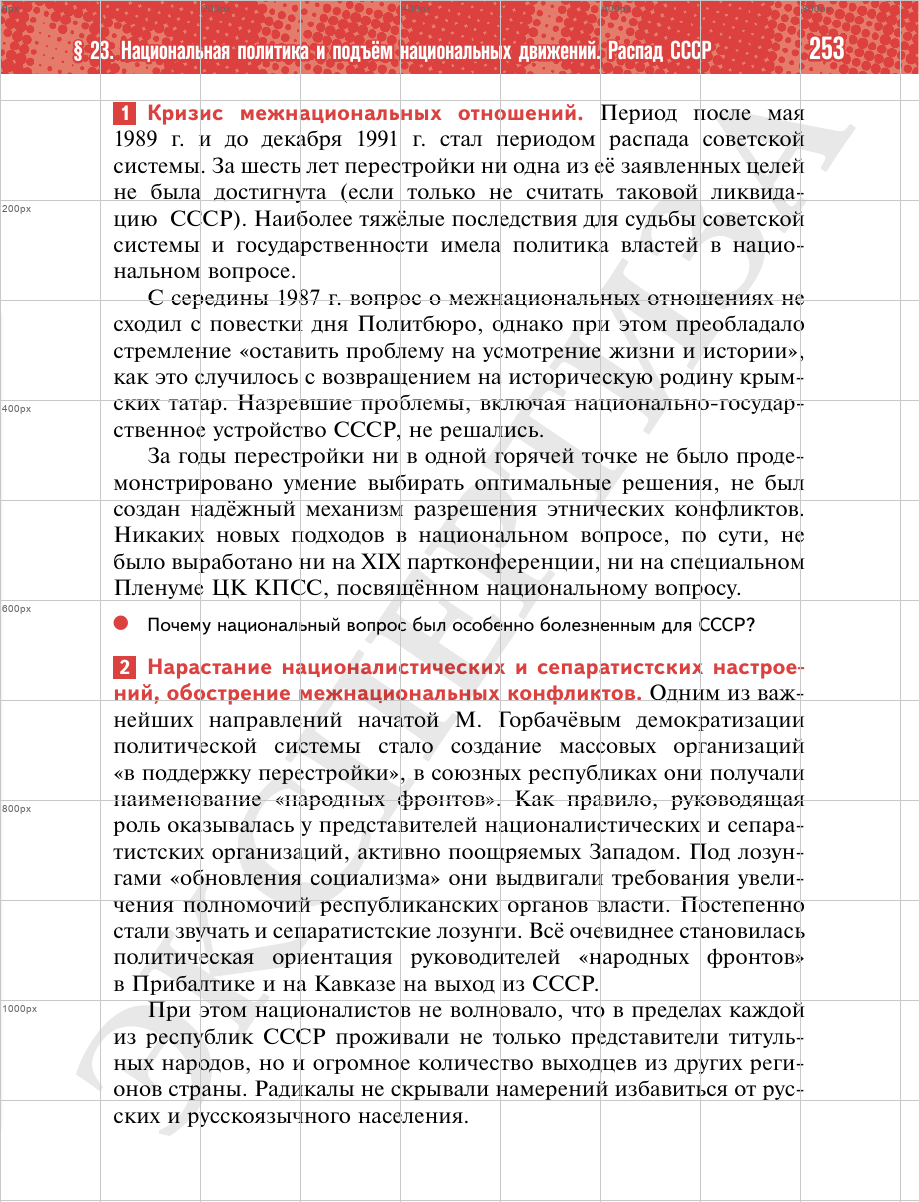 § 23. Национальная политика и подъём национальных движений. Распад СССР 253
1 Кризис межнациональных отношений. Период после мая
1989 г. и до декабря 1991 г. стал периодом распада советской
системы. За шесть лет перестройки ни одна из её заявленных целей
не была достигнута (если только не считать таковой ликвида-
цию СССР). Наиболее тяжёлые последствия для судьбы советской
системы и государственности имела политика властей в нацио-
нальном вопросе.
С середины 1987 г. вопрос о межнациональных отношениях не
сходил с повестки дня Политбюро, однако при этом преобладало
стремление «оставить проблему на усмотрение жизни и истории»,
как это случилось с возвращением на историческую родину крым-
ских татар. Назревшие проблемы, включая национально-государ-
ственное устройство СССР, не решались.
За годы перестройки ни в одной горячей точке не было проде-
монстрировано умение выбирать оптимальные решения, не был
создан надёжный механизм разрешения этнических конфликтов.
Никаких новых подходов в национальном вопросе, по сути, не
было выработано ни на XIX партконференции, ни на специальном
Пленуме ЦК КПСС, посвящённом национальному вопросу.
Почему национальный вопрос был особенно болезненным для СССР?
2 Нарастание националистических и сепаратистских настрое-
ний, обострение межнациональных конфликтов. Одним из важ-
нейших направлений начатой М. Горбачёвым демократизации
политической системы стало создание массовых организаций
«в поддержку перестройки», в союзных республиках они получали
наименование «народных фронтов». Как правило, руководящая
роль оказывалась у представителей националистических и сепара-
тистских организаций, активно поощряемых Западом. Под лозун-
гами «обновления социализма» они выдвигали требования увели-
чения полномочий республиканских органов власти. Постепенно
стали звучать и сепаратистские лозунги. Всё очевиднее становилась
политическая ориентация руководителей «народных фронтов»
в Прибалтике и на Кавказе на выход из СССР.
При этом националистов не волновало, что в пределах каждой
из республик СССР проживали не только представители титуль-
ных народов, но и огромное количество выходцев из других реги-
онов страны. Радикалы не скрывали намерений избавиться от рус-
ских и русскоязычного населения.
ЭКСПЕРТИЗА
200px
400px
600px
800px
1000px